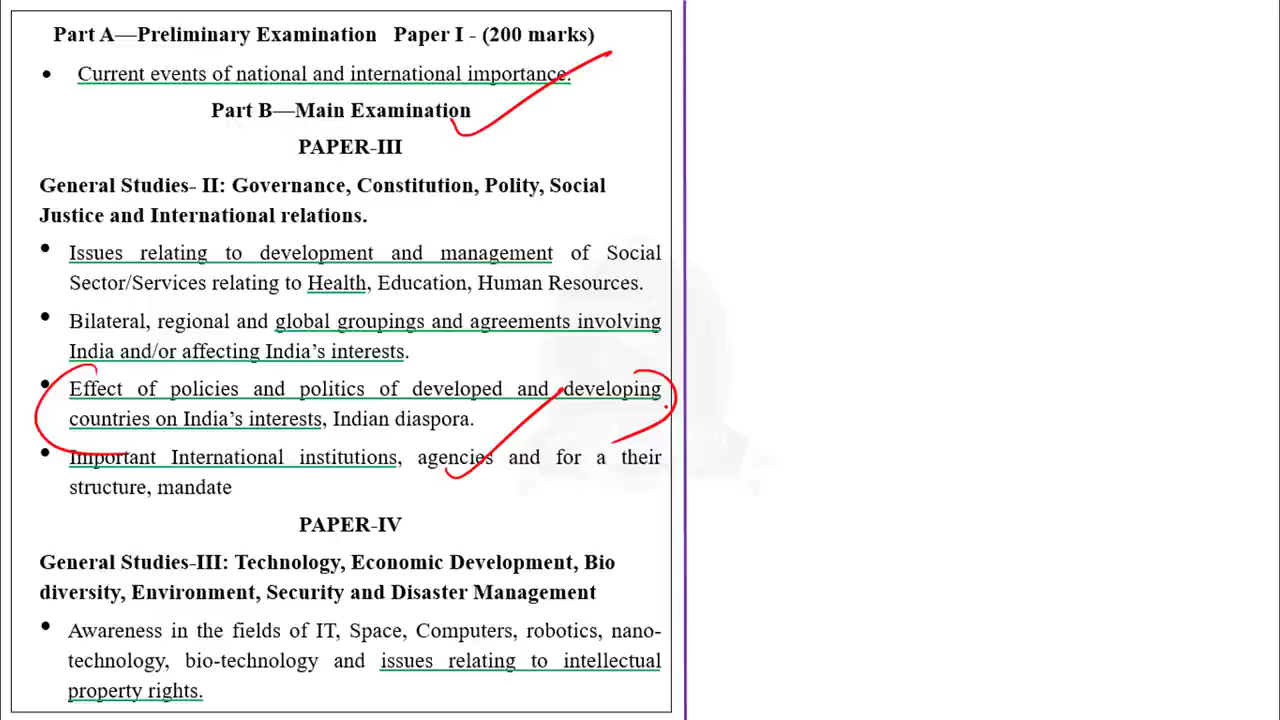 Part A—Preliminary Examination Paper I - (200 marks)
• Current events of national and international importance.
Part B—Main Examination
PAPER-III
General Studies- II: Governance, Constitution, Polity, Social
Justice and International relations.
• Issues relating to development and management of Social
Sector/Services relating to Health, Education, Human Resources.
• Bilateral, regional and global groupings and agreements involving
India and/or affecting India's interests.
• Effect of policies and politics of developed and developing
countries on India's interests, Indian diaspora.
• Important International institutions, agencies and for a their
structure, mandate
PAPER-IV
General Studies-III: Technology, Economic Development, Bio
diversity, Environment, Security and Disaster Management
• Awareness in the fields of IT, Space, Computers, robotics, nano-
technology, bio-technology and issues relating to intellectual
property rights.